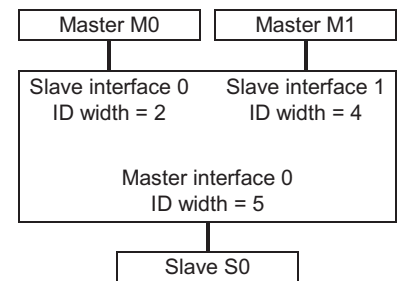 Master M0
Master M1
Slave interface 0
ID width = 2
Slave interface 1
ID width = 4
Master interface 0
ID width = 5
Slave S0